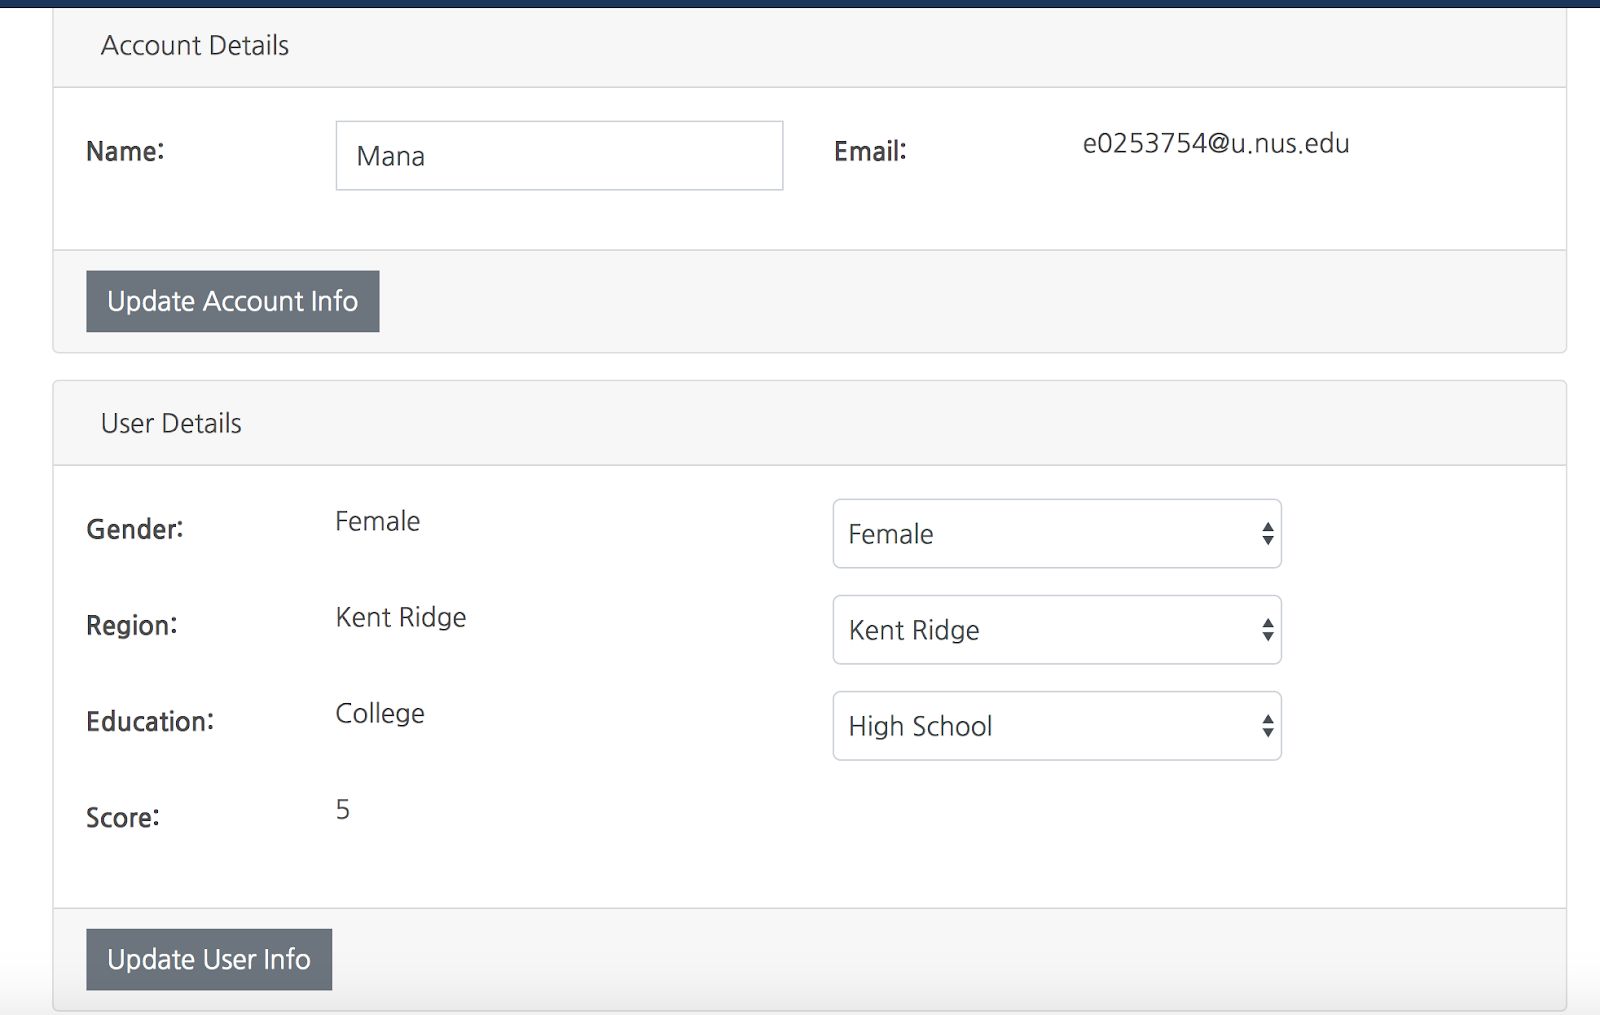 Account Details
Name: Mana Email: e0253754@u.nus.edu
Update Account Info
User Details
Gender: Female Female
Region: Kent Ridge Kent Ridge
Education: College High School
Score: 5
Update User Info